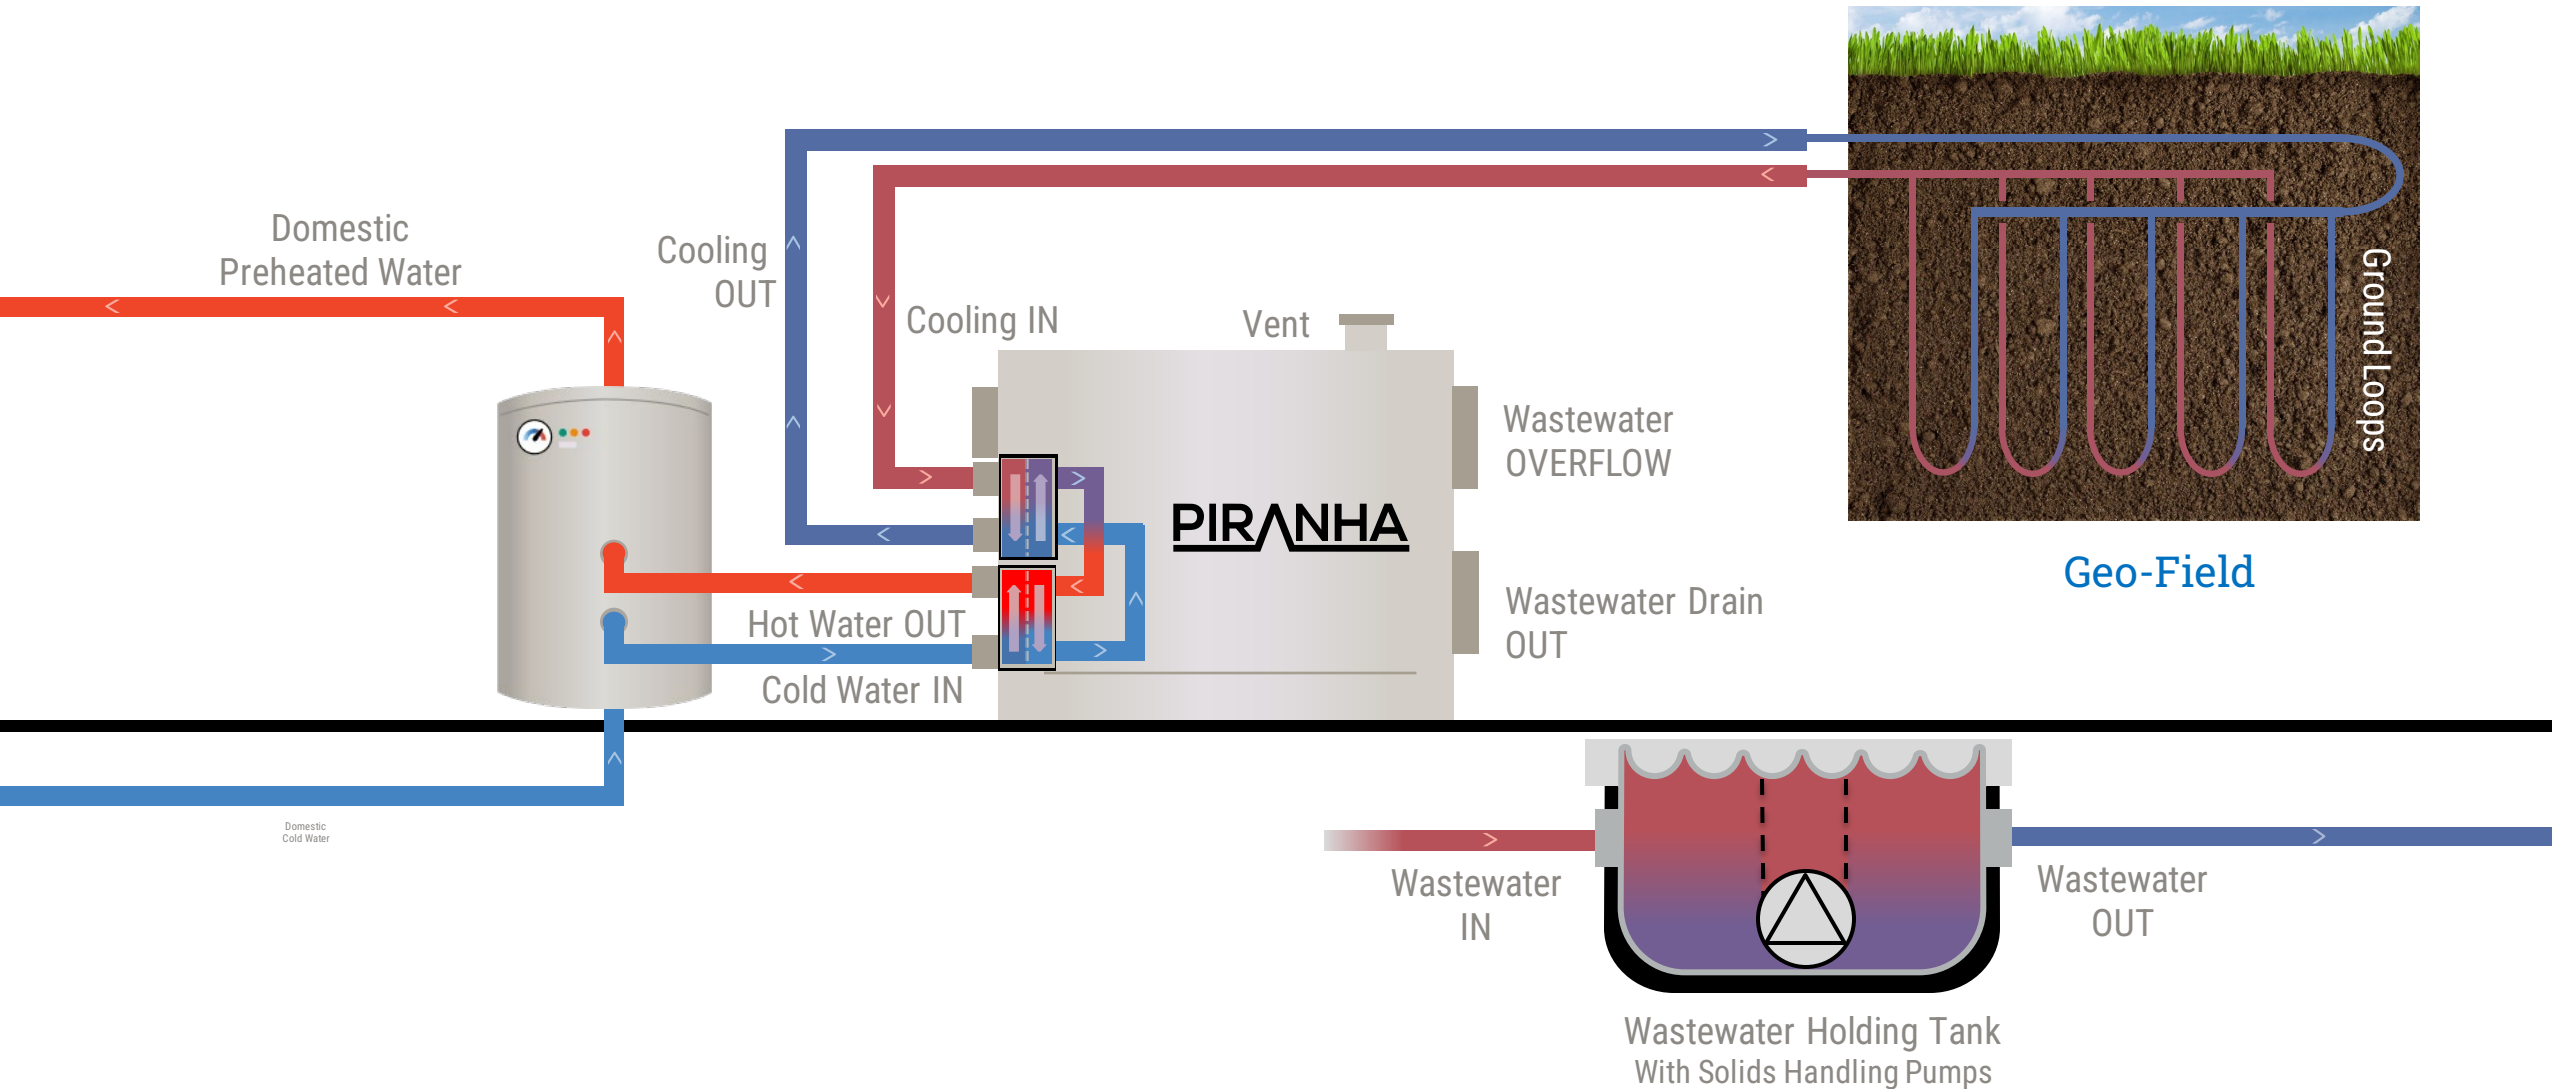 Domestic
Preheated Water
Cooling
OUT
Cooling IN
Vent
Wastewater
OVERFLOW
Ground Loops
PIRANHA
Geo-Field
Hot Water OUT
Wastewater Drain
OUT
Cold Water IN
Domestic
Cold Water
Wastewater
IN
Wastewater
OUT
Wastewater Holding Tank
With Solids Handling Pumps